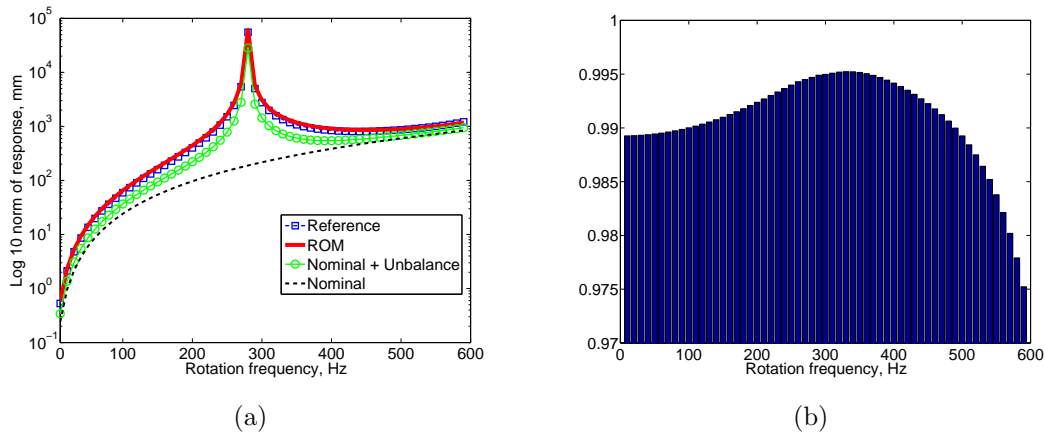 10^5
10^4
10^3
10^2
10^1
10^0
10^-1
Log 10 norm of response, mm
Reference
ROM
Nominal + Unbalance
Nominal
0 100 200 300 400 500 600
Rotation frequency, Hz
(a)
1
0.995
0.99
0.985
0.98
0.975
0.97
0 100 200 300 400 500 600
Rotation frequency, Hz
(b)